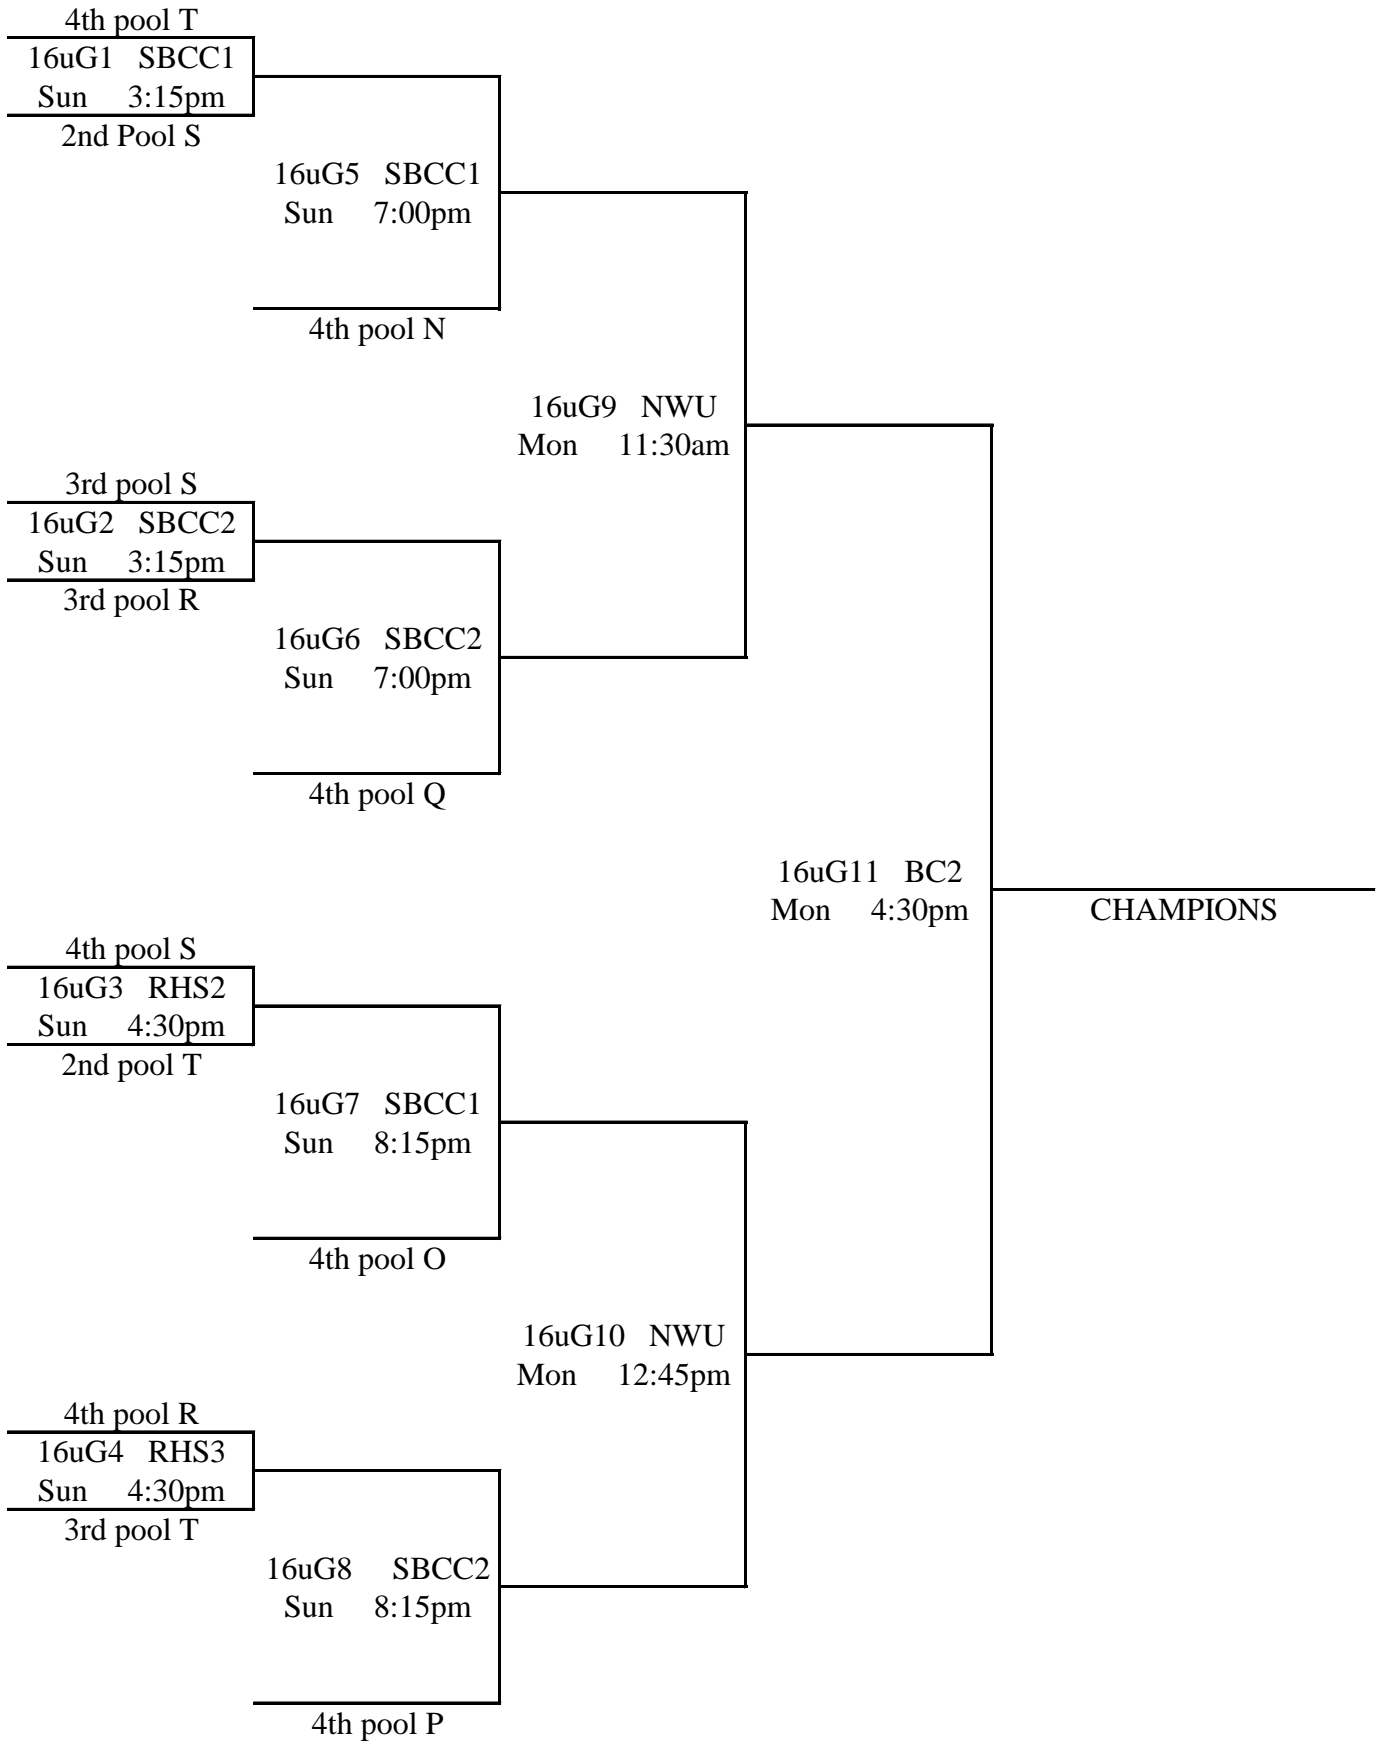 4th pool T
16uG1 SBCC1
Sun 3:15pm
2nd Pool S
16uG5 SBCC1
Sun 7:00pm
4th pool N
16uG9 NWU
Mon 11:30am
3rd pool S
16uG2 SBCC2
Sun 3:15pm
3rd pool R
16uG6 SBCC2
Sun 7:00pm
4th pool Q
16uG11 BC2
Mon 4:30pm
CHAMPIONS
4th pool S
16uG3 RHS2
Sun 4:30pm
2nd pool T
16uG7 SBCC1
Sun 8:15pm
4th pool O
16uG10 NWU
Mon 12:45pm
4th pool R
16uG4 RHS3
Sun 4:30pm
3rd pool T
16uG8 SBCC2
Sun 8:15pm
4th pool P